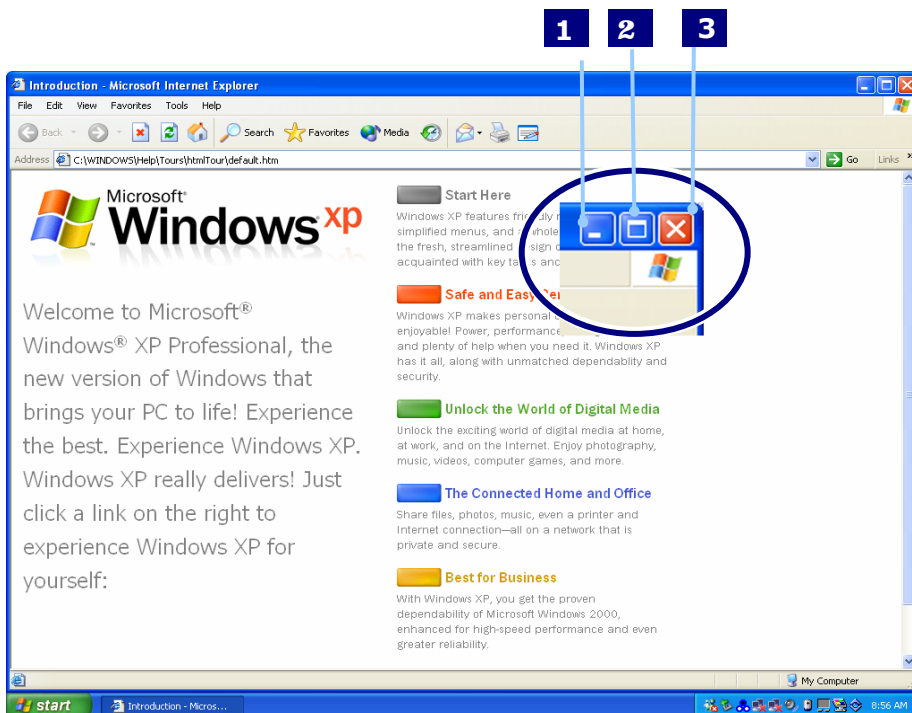 1 2 3
Introduction - Microsoft Internet Explorer
File Edit View Favorites Tools Help
Back Search Favorites Media
Address C:\WINDOWS\Help\Tours\htmlTour\default.htm Go Links »
Microsoft®
Windows xp
Welcome to Microsoft®
Windows® XP Professional, the
new version of Windows that
brings your PC to life! Experience
the best. Experience Windows XP.
Windows XP really delivers! Just
click a link on the right to
experience Windows XP for
yourself:
Start Here
Windows XP features
simplified menus, and
the fresh, streamlined
acquainted with key
Safe and Easy
Windows XP makes personal
enjoyable! Power, performance
and plenty of help when you need it. Windows XP
has it all, along with unmatched dependablity and
security.
Unlock the World of Digital Media
Unlock the exciting world of digital media at home,
at work, and on the Internet. Enjoy photography,
music, videos, computer games, and more.
The Connected Home and Office
Share files, photos, music, even a printer and
Internet connection—all on a network that is
private and secure.
Best for Business
With Windows XP, you get the proven
dependability of Microsoft Windows 2000,
enhanced for high-speed performance and even
greater reliability.
My Computer
start Introduction - Micros... 8:56 AM